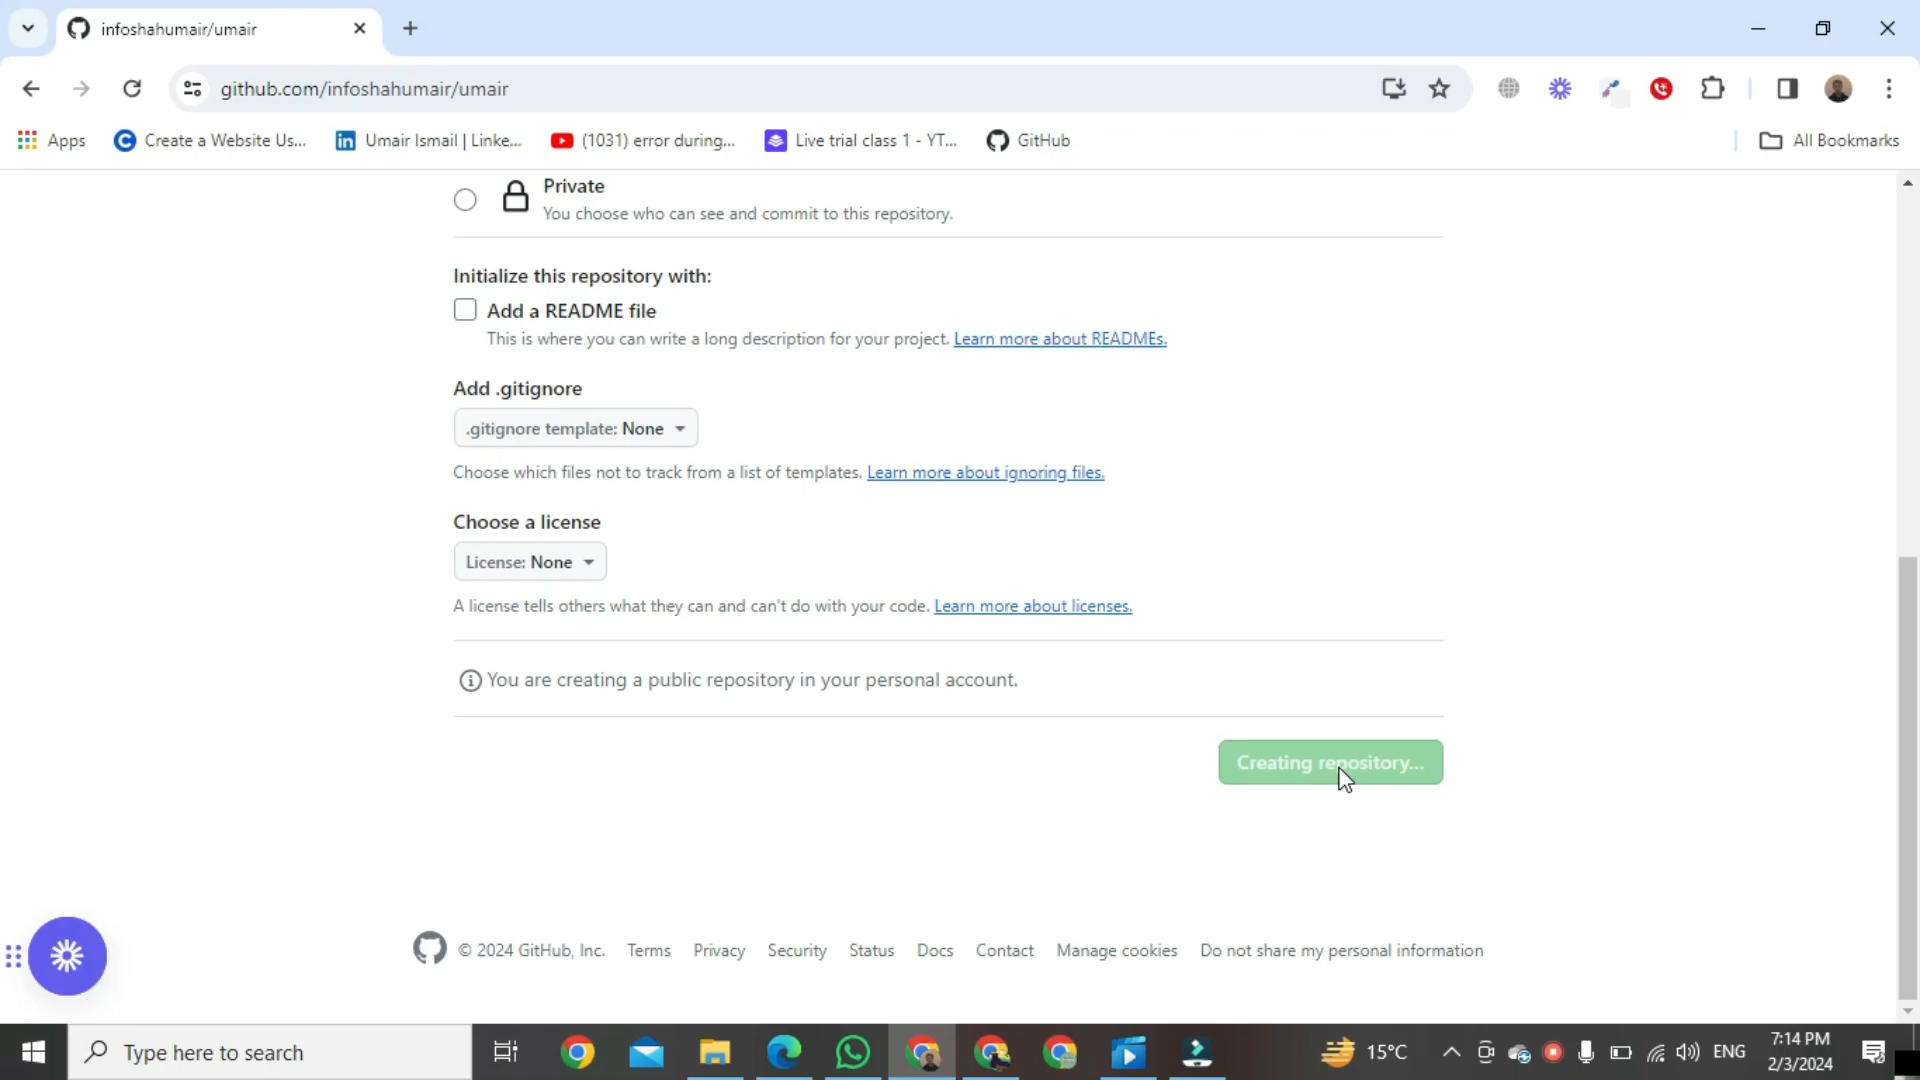 infoshahumair/umair
github.com/infoshahumair/umair
Apps
Create a Website Us...
Umair Ismail | Linke...
(1031) error during...
Live trial class 1 - YT...
GitHub
All Bookmarks
Private
You choose who can see and commit to this repository.
Initialize this repository with:
Add a README file
This is where you can write a long description for your project. Learn more about READMEs.
Add .gitignore
.gitignore template: None
Choose which files not to track from a list of templates. Learn more about ignoring files.
Choose a license
License: None
A license tells others what they can and can't do with your code. Learn more about licenses.
You are creating a public repository in your personal account.
Creating repository...
© 2024 GitHub, Inc. Terms Privacy Security Status Docs Contact Manage cookies Do not share my personal information
Type here to search
15°C
ENG
7:14 PM
2/3/2024